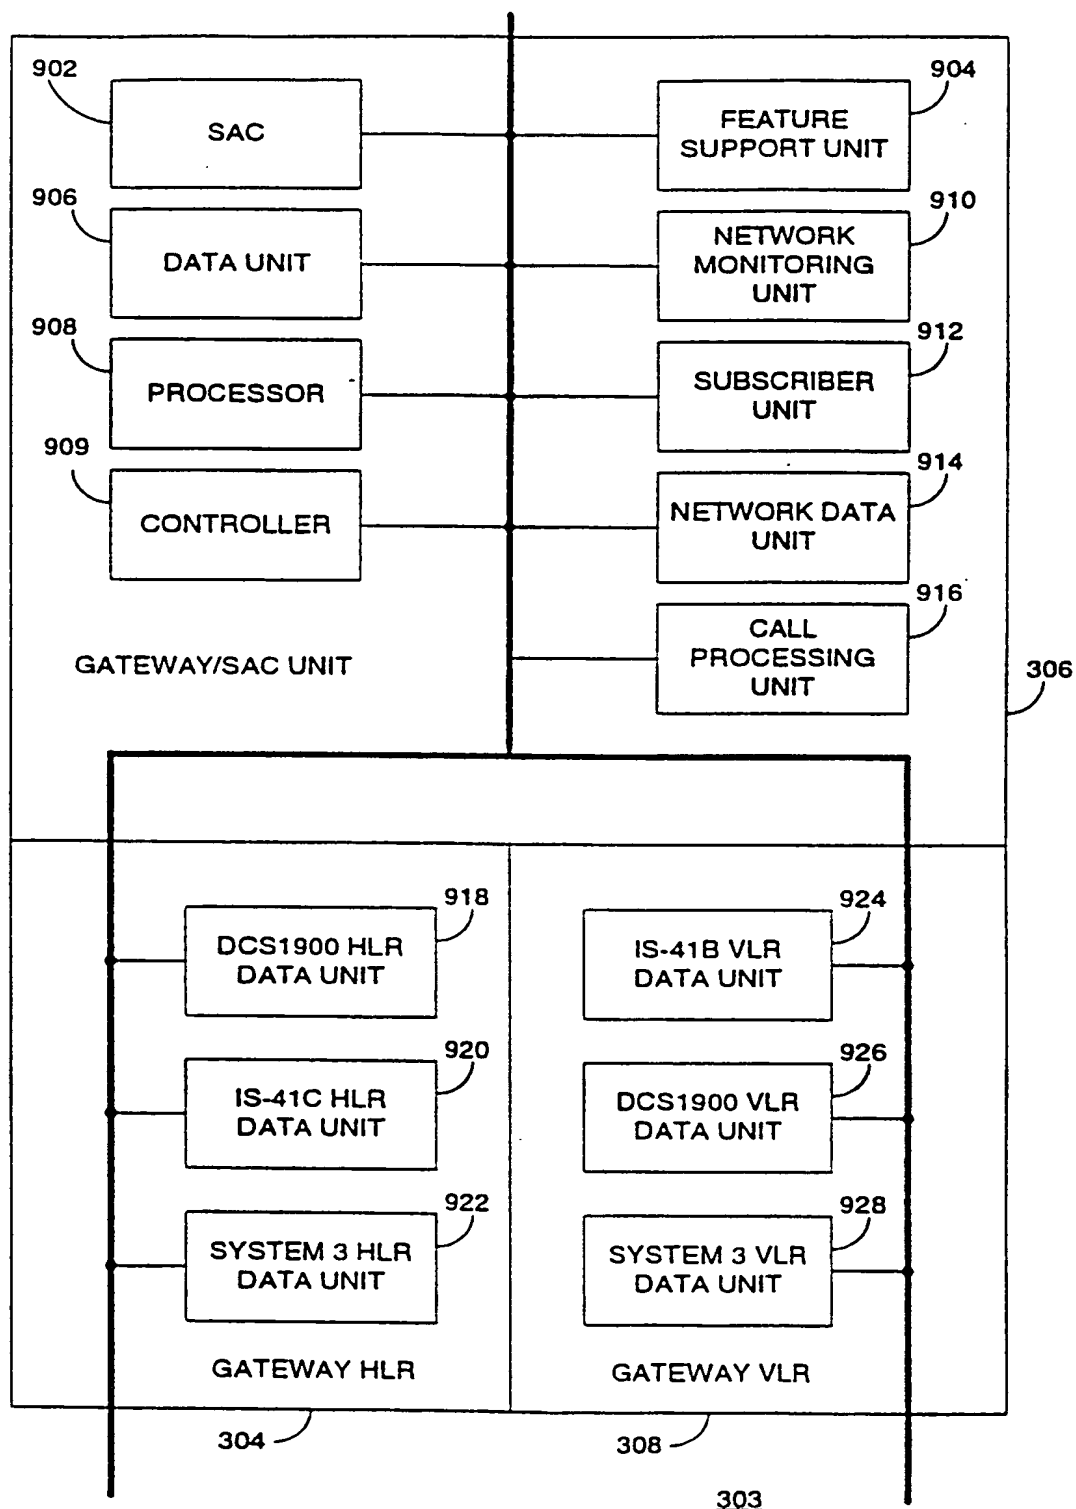 902
SAC
904
FEATURE
SUPPORT UNIT
906
DATA UNIT
910
NETWORK
MONITORING
UNIT
908
PROCESSOR
912
SUBSCRIBER
UNIT
909
CONTROLLER
914
NETWORK DATA
UNIT
916
CALL
PROCESSING
UNIT
GATEWAY/SAC UNIT
306
918
DCS1900 HLR
DATA UNIT
924
IS-41B VLR
DATA UNIT
920
IS-41C HLR
DATA UNIT
926
DCS1900 VLR
DATA UNIT
922
SYSTEM 3 HLR
DATA UNIT
928
SYSTEM 3 VLR
DATA UNIT
GATEWAY HLR
GATEWAY VLR
304
308
303